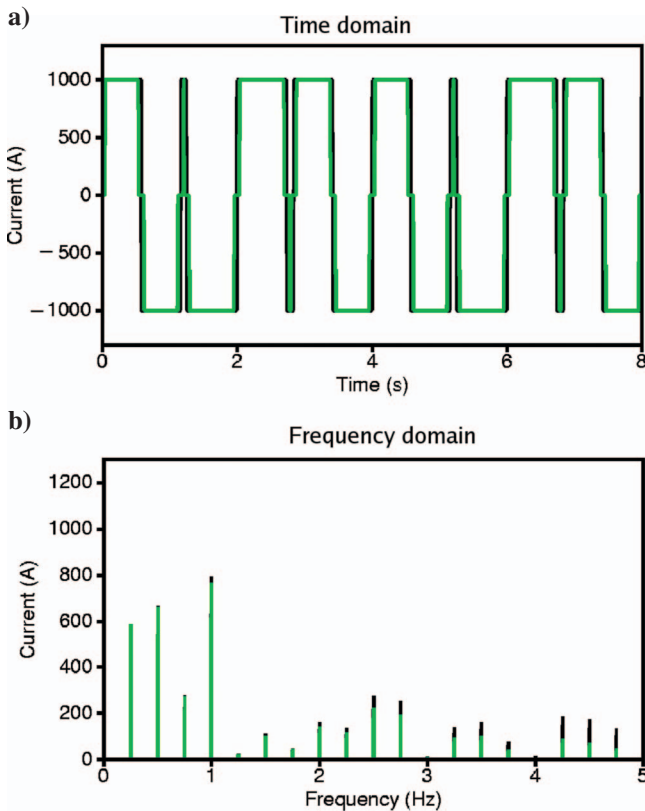 a)
Time domain
1000
500
0
−500
−1000
Current (A)
0 2 4 6 8
Time (s)
b)
Frequency domain
1200
1000
800
600
400
200
0
Current (A)
0 1 2 3 4 5
Frequency (Hz)